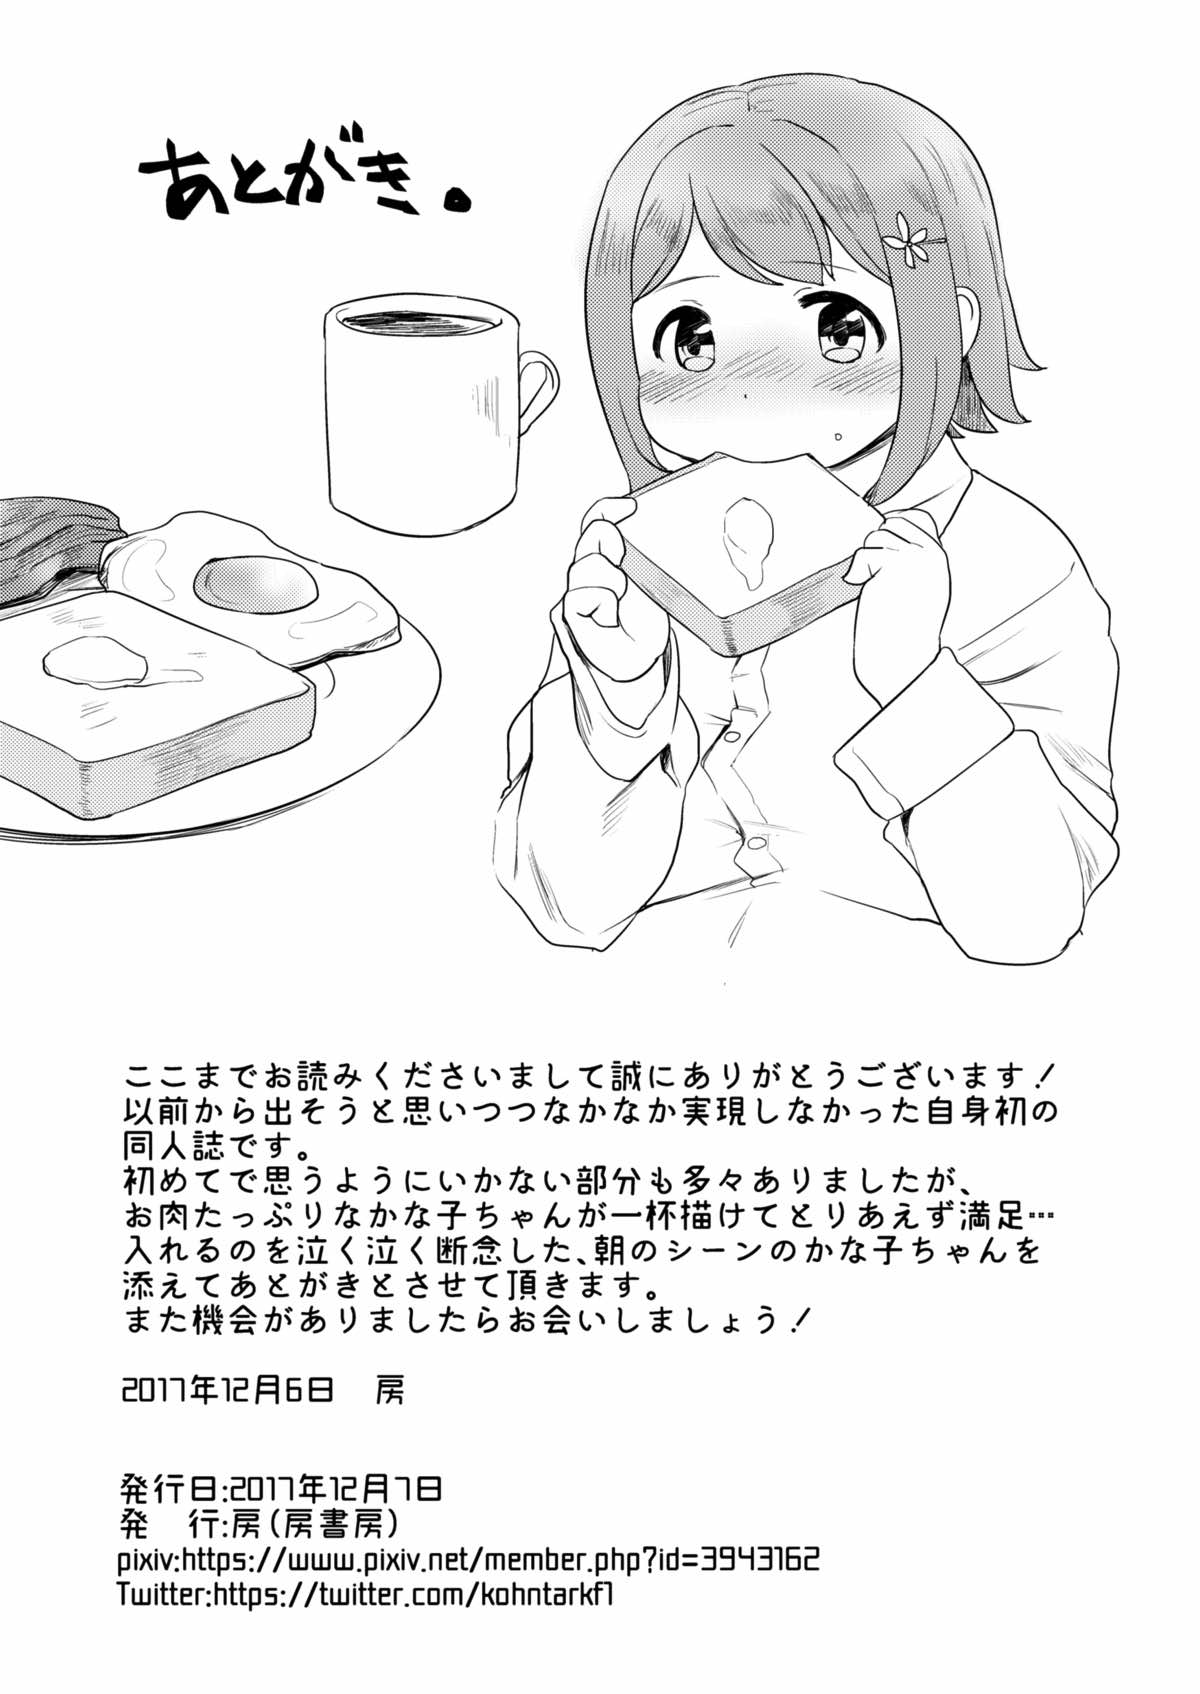 あとがき。
ここまでお読みくださいまして誠にありがとうございます！
以前から出そうと思いつつなかなか実現しなかった自身初の
同人誌です。
初めてで思うようにいかない部分も多々ありましたが、
お肉たっぷりなかな子ちゃんが一杯描けてとりあえず満足…
入れるのを泣く泣く断念した、朝のシーンのかな子ちゃんを
添えてあとがきとさせて頂きます。
また機会がありましたらお会いしましょう！
2017年12月6日　房
発行日:2017年12月7日
発　行:房(房書房)
pixiv:https://www.pixiv.net/member.php?id=3943162
Twitter:https://twitter.com/kohntarkf1